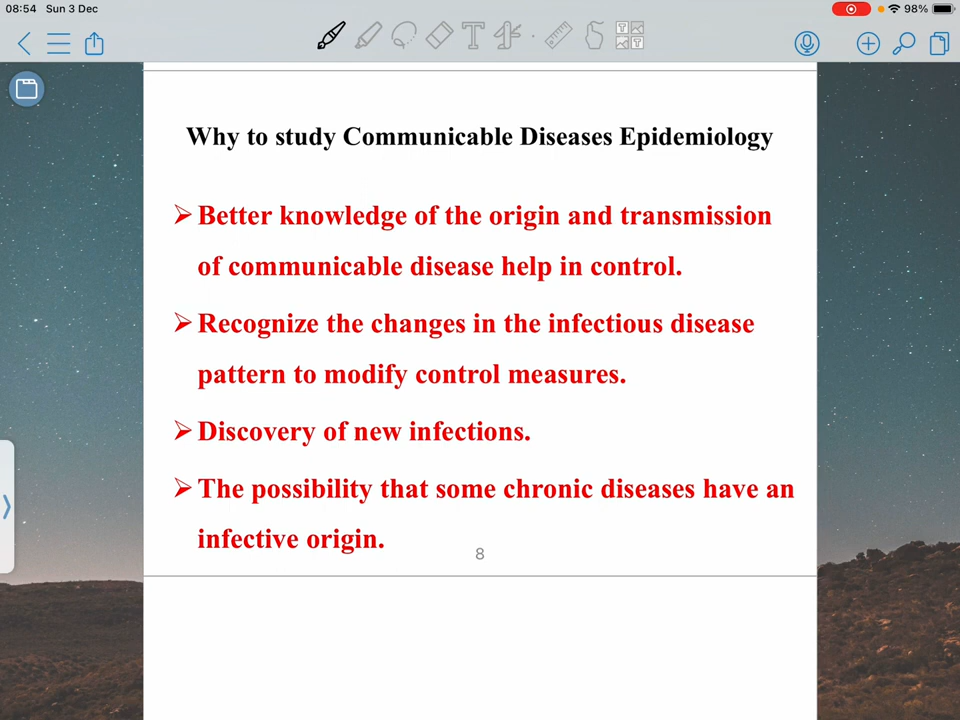 08:54 Sun 3 Dec 98%
Why to study Communicable Diseases Epidemiology
➢ Better knowledge of the origin and transmission
of communicable disease help in control.
➢ Recognize the changes in the infectious disease
pattern to modify control measures.
➢ Discovery of new infections.
➢ The possibility that some chronic diseases have an
infective origin.
8